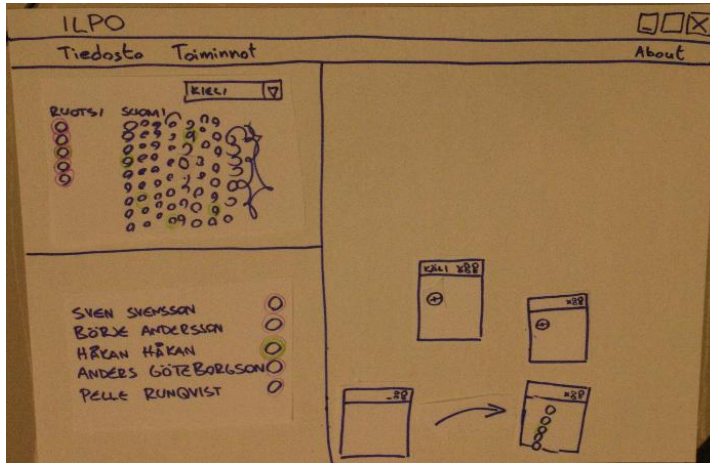 ILPO
Tiedosto Toiminnot About
KIELI
RUOTSI SUOMI
SVEN SVENSSON
BÖRJE ANDERSSON
HÅKAN HÅKAN
ANDERS GÖTEBORGSON
PELLE RUNQVIST
KIELI